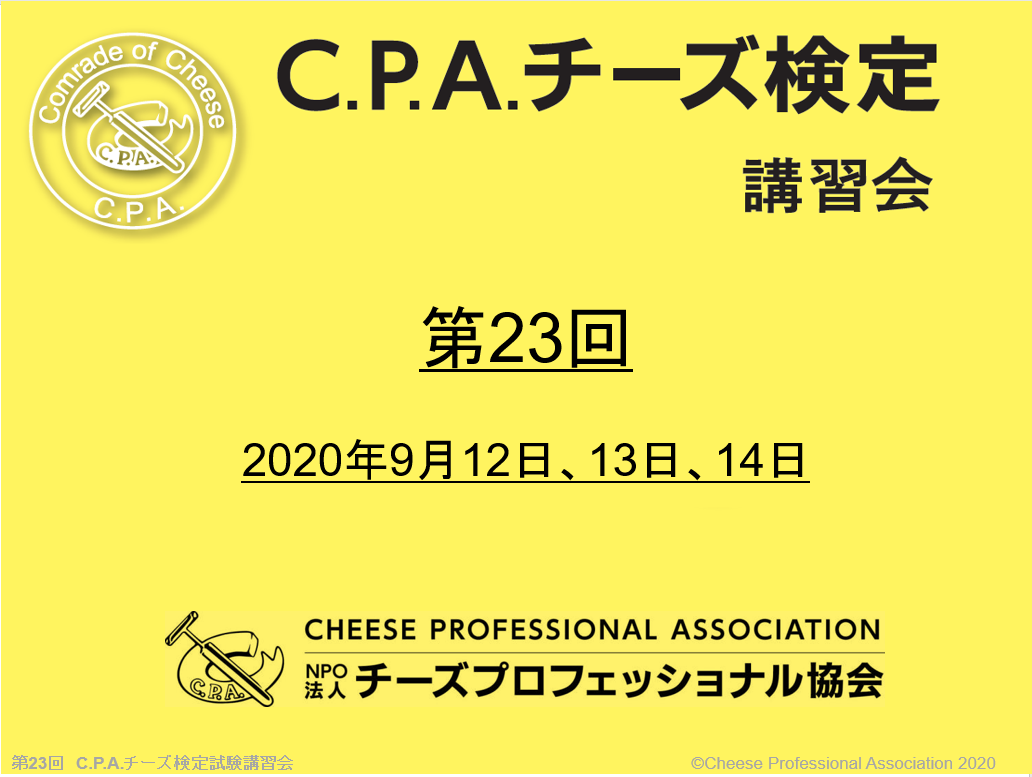 Comrade of Cheese
C.P.A.
C.P.A.
C.P.A.チーズ検定
講習会
第23回
2020年9月12日、13日、14日
C.P.A.
CHEESE PROFESSIONAL ASSOCIATION
NPO法人 チーズプロフェッショナル協会
第23回 C.P.A.チーズ検定試験講習会
©Cheese Professional Association 2020